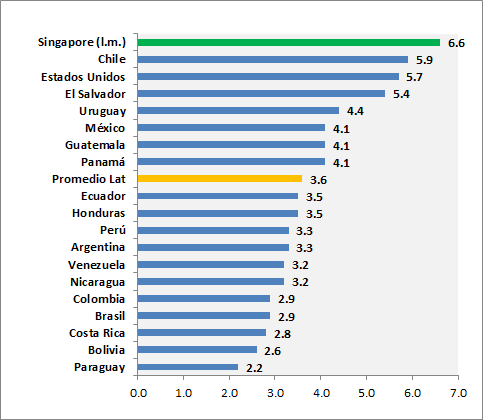 Singapore (l.m.) 6.6
Chile 5.9
Estados Unidos 5.7
El Salvador 5.4
Uruguay 4.4
México 4.1
Guatemala 4.1
Panamá 4.1
Promedio Lat 3.6
Ecuador 3.5
Honduras 3.5
Perú 3.3
Argentina 3.3
Venezuela 3.2
Nicaragua 3.2
Colombia 2.9
Brasil 2.9
Costa Rica 2.8
Bolivia 2.6
Paraguay 2.2
0.0 1.0 2.0 3.0 4.0 5.0 6.0 7.0